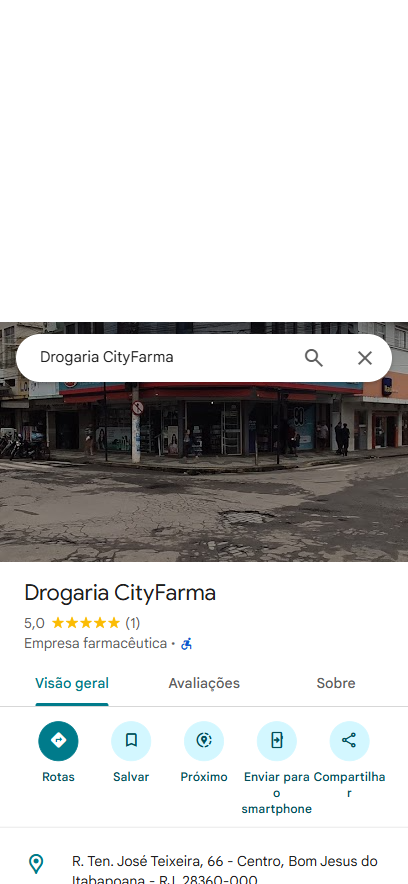 Drogaria CityFarma
Drogaria CityFarma
5,0 (1)
Empresa farmacêutica •
Visão geral Avaliações Sobre
Rotas Salvar Próximo Enviar para o smartphone Compartilhar
R. Ten. José Teixeira, 66 - Centro, Bom Jesus do
Itabapoana - RJ, 28360-000